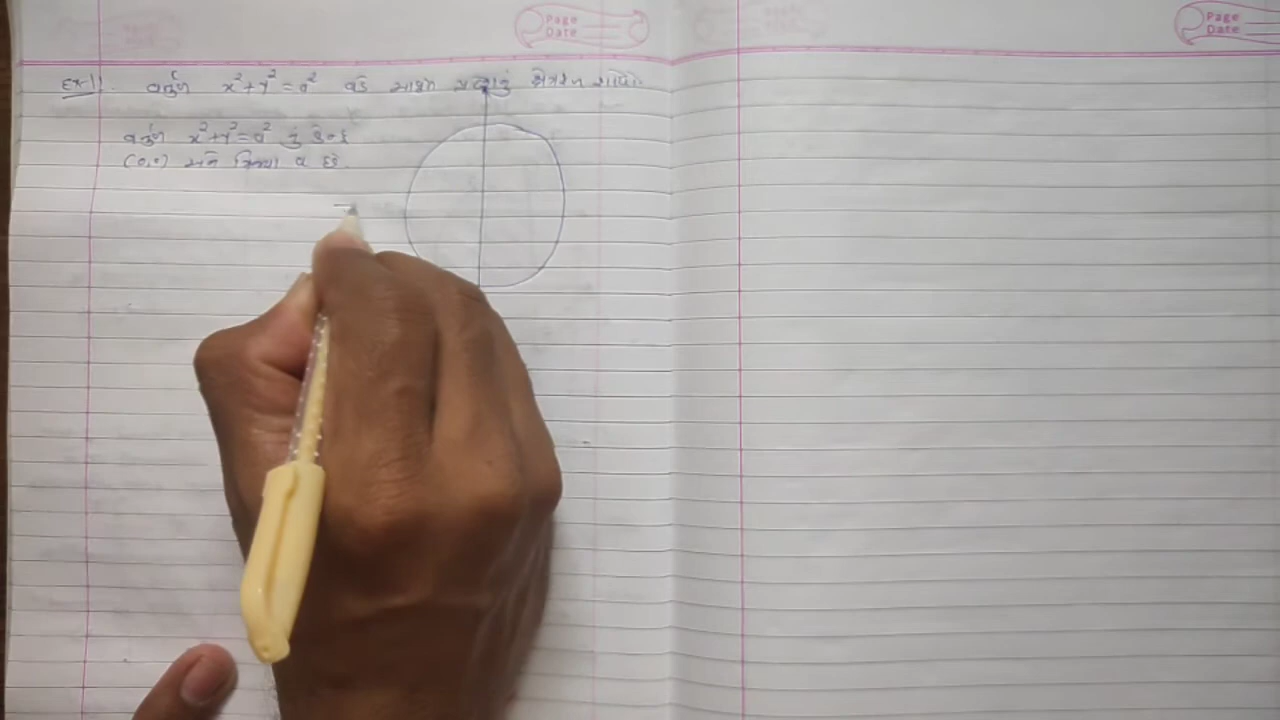 Page
Date
Page
Date
Ex-1). વર્તુળ x²+y²=a² વડે આવૃત્ત પ્રદેશનું ક્ષેત્રફળ શોધો.
વર્તુળ x²+y²=a² નું કેન્દ્ર
(0,0) અને ત્રિજ્યા a છે.